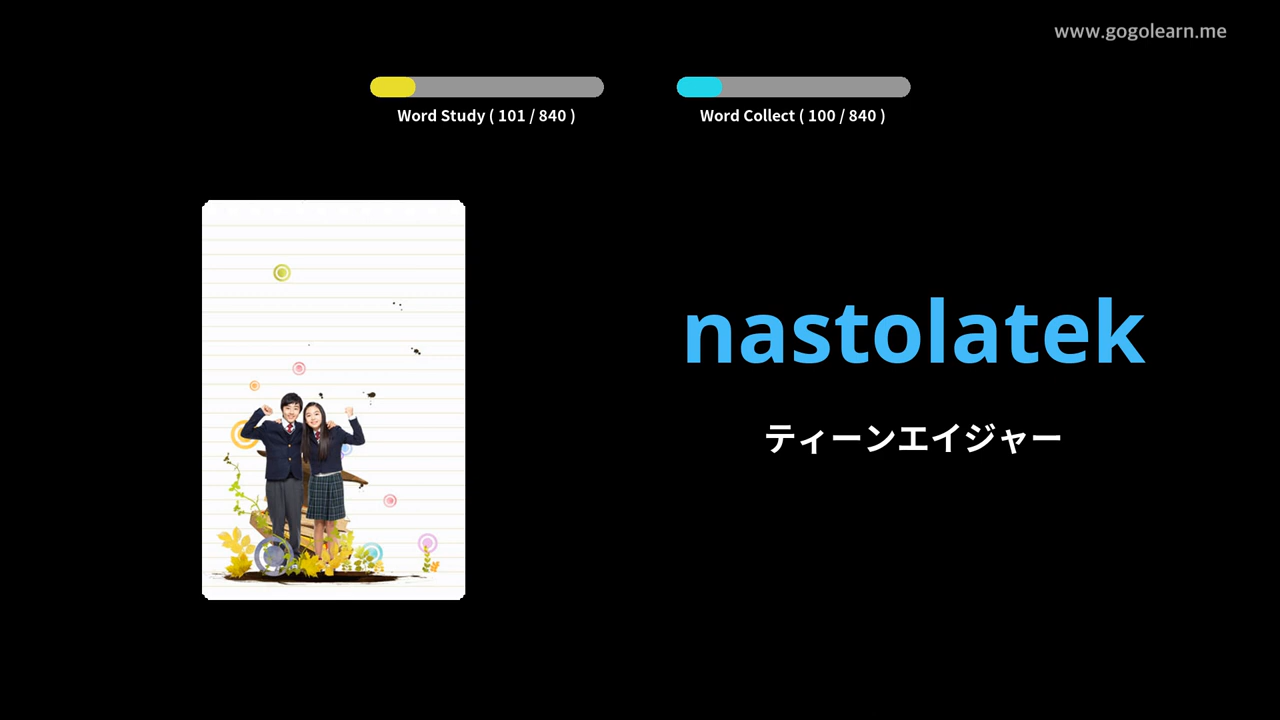 www.gogolearn.me
Word Study ( 101 / 840 )
Word Collect ( 100 / 840 )
nastolatek
ティーンエイジャー